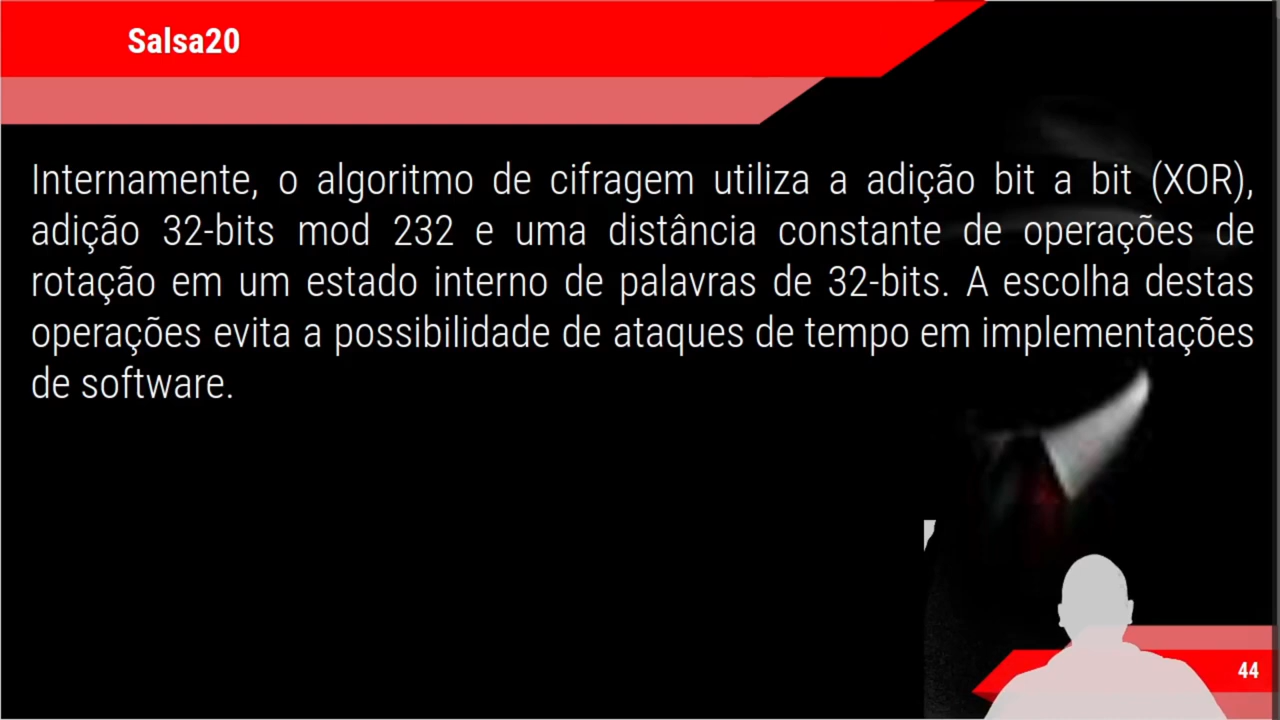 Salsa20
Internamente, o algoritmo de cifragem utiliza a adição bit a bit (XOR),
adição 32-bits mod 232 e uma distância constante de operações de
rotação em um estado interno de palavras de 32-bits. A escolha destas
operações evita a possibilidade de ataques de tempo em implementações
de software.
44